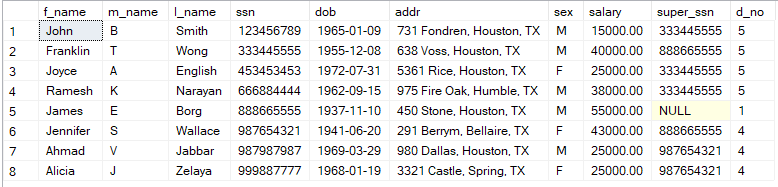 f_name m_name l_name ssn dob addr sex salary super_ssn d_no
1 John B Smith 123456789 1965-01-09 731 Fondren, Houston, TX M 15000.00 333445555 5
2 Franklin T Wong 333445555 1955-12-08 638 Voss, Houston, TX M 40000.00 888665555 5
3 Joyce A English 453453453 1972-07-31 5361 Rice, Houston, TX F 25000.00 333445555 5
4 Ramesh K Narayan 666884444 1962-09-15 975 Fire Oak, Humble, TX M 38000.00 333445555 5
5 James E Borg 888665555 1937-11-10 450 Stone, Houston, TX M 55000.00 NULL 1
6 Jennifer S Wallace 987654321 1941-06-20 291 Berrym, Bellaire, TX F 43000.00 888665555 4
7 Ahmad V Jabbar 987987987 1969-03-29 980 Dallas, Houston, TX M 25000.00 987654321 4
8 Alicia J Zelaya 999887777 1968-01-19 3321 Castle, Spring, TX F 25000.00 987654321 4